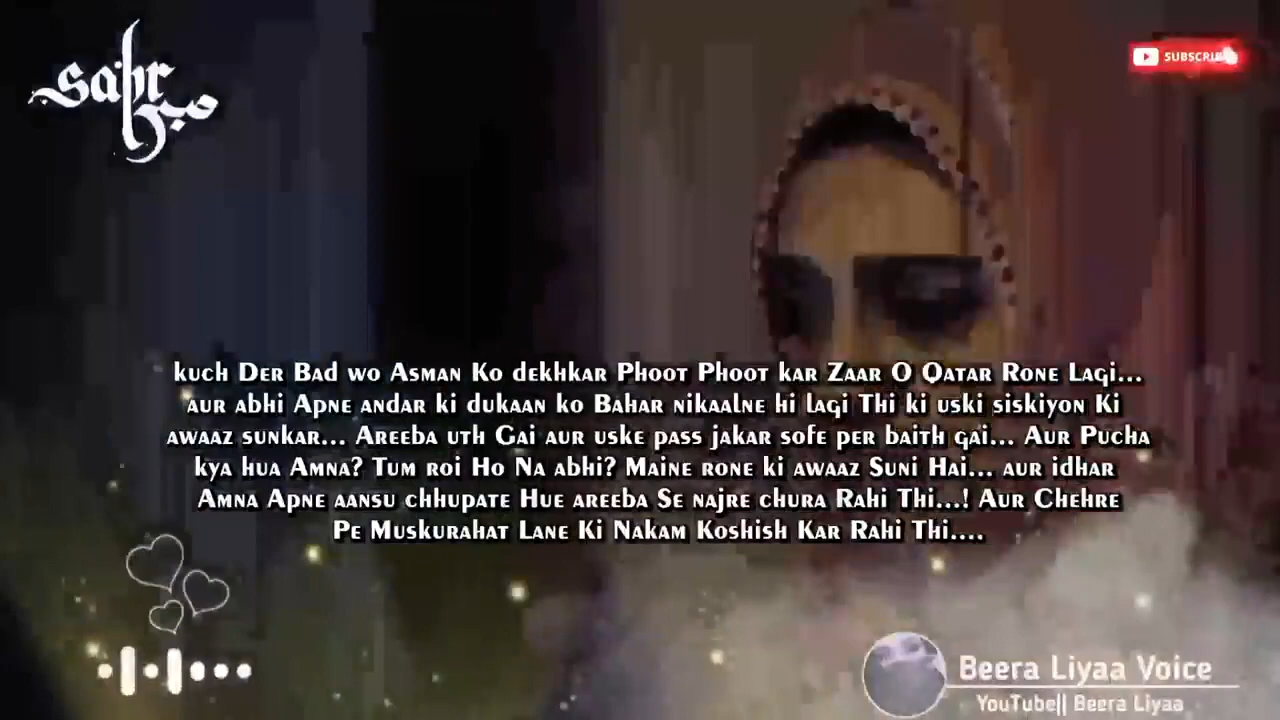 sabr
صبر
SUBSCRIBE
kuch Der Bad wo Asman Ko dekhkar Phoot Phoot kar Zaar O Qatar Rone Lagi...
aur abhi Apne andar ki dukaan ko Bahar nikaalne hi lagi Thi ki uski siskiyon Ki
awaaz sunkar... Areeba uth Gai aur uske pass jakar sofe per baith gai... Aur Pucha
kya hua Amna? Tum roi Ho Na abhi? Maine rone ki awaaz Suni Hai... aur idhar
Amna Apne aansu chhupate Hue areeba Se najre chura Rahi Thi...! Aur Chehre
Pe Muskurahat Lane Ki Nakam Koshish Kar Rahi Thi....
Beera Liyaa Voice
YouTube|| Beera Liyaa